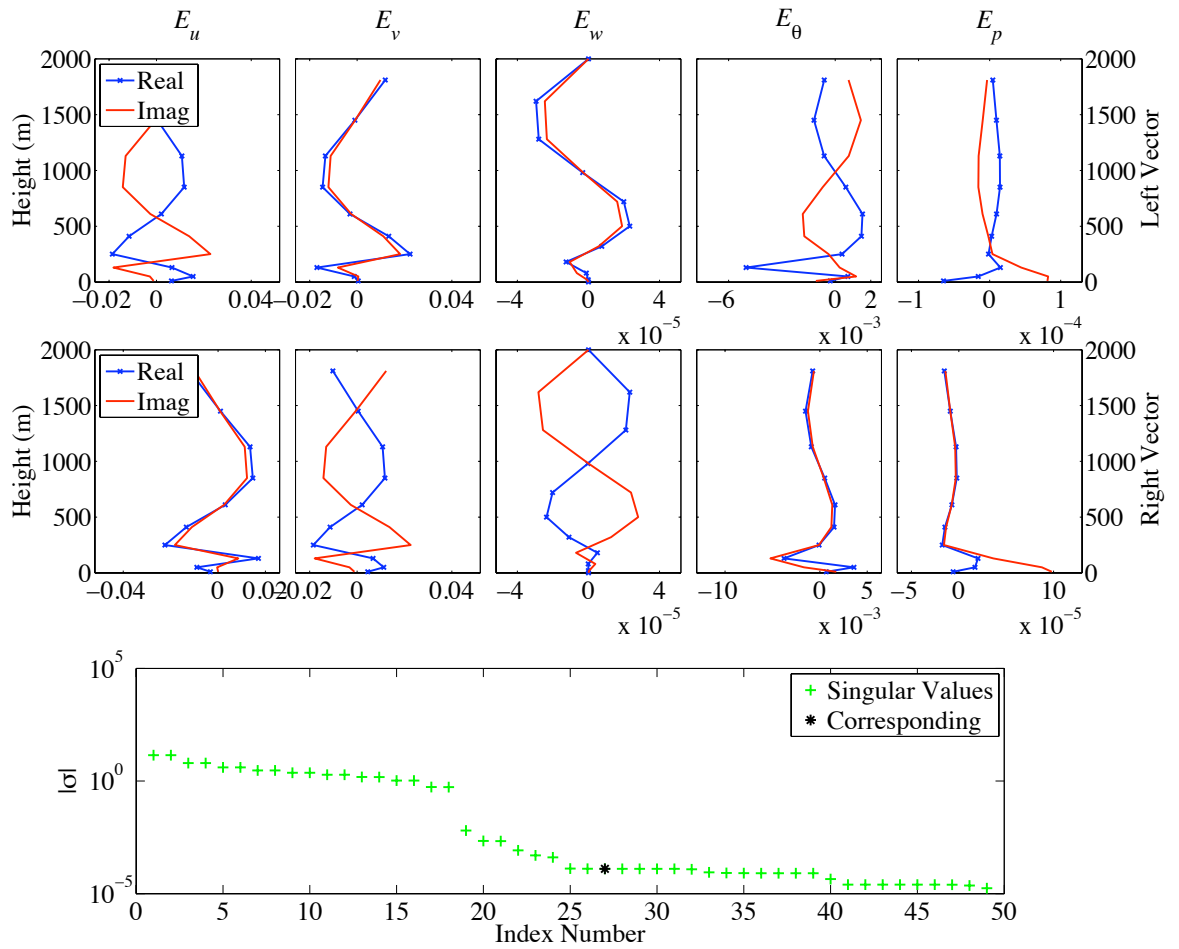 E_u E_v E_w E_θ E_p
2000
1500
1000
500
0
Height (m)
Real
Imag
−0.02 0 0.04
−0.02 0 0.04
−4 0 4
x 10^−5
−6 0 2
x 10^−3
−1 0 1
x 10^−4
2000
1500
1000
500
0
Left Vector
2000
1500
1000
500
0
Height (m)
Real
Imag
−0.04 0 0.02
−0.02 0 0.04
−4 0 4
x 10^−5
−10 0
x 10^−3
−5 0 10
x 10^−5
2000
1500
1000
500
0
Right Vector
10^5
10^0
10^−5
|σ|
Singular Values
Corresponding
0 5 10 15 20 25 30 35 40 45 50
Index Number